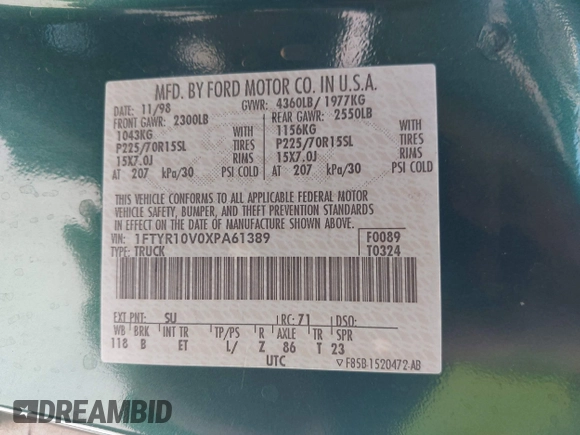 MFD. BY FORD MOTOR CO. IN U.S.A.
DATE: 11/98 GVWR: 4360LB/ 1977KG
FRONT GAWR: 2300LB REAR GAWR: 2550LB
1043KG WITH 1156KG WITH
P225/70R15SL TIRES P225/70R15SL TIRES
15X7.0J RIMS 15X7.0J RIMS
AT 207 kPa/30 PSI COLD AT 207 kPa/30 PSI COLD
THIS VEHICLE CONFORMS TO ALL APPLICABLE FEDERAL MOTOR
VEHICLE SAFETY, BUMPER, AND THEFT PREVENTION STANDARDS
IN EFFECT ON THE DATE OF MANUFACTURE SHOWN ABOVE.
VIN: 1FTYR10V0XPA61389 F0089
TYPE: TRUCK T0324
EXT PNT: SU RC: 71 DSO:
WB BRK INT TR TP/PS R AXLE TR SPR
118 B ET L/ Z 86 T 23
UTC ▽ F85B-1520472-AB
DREAMBID